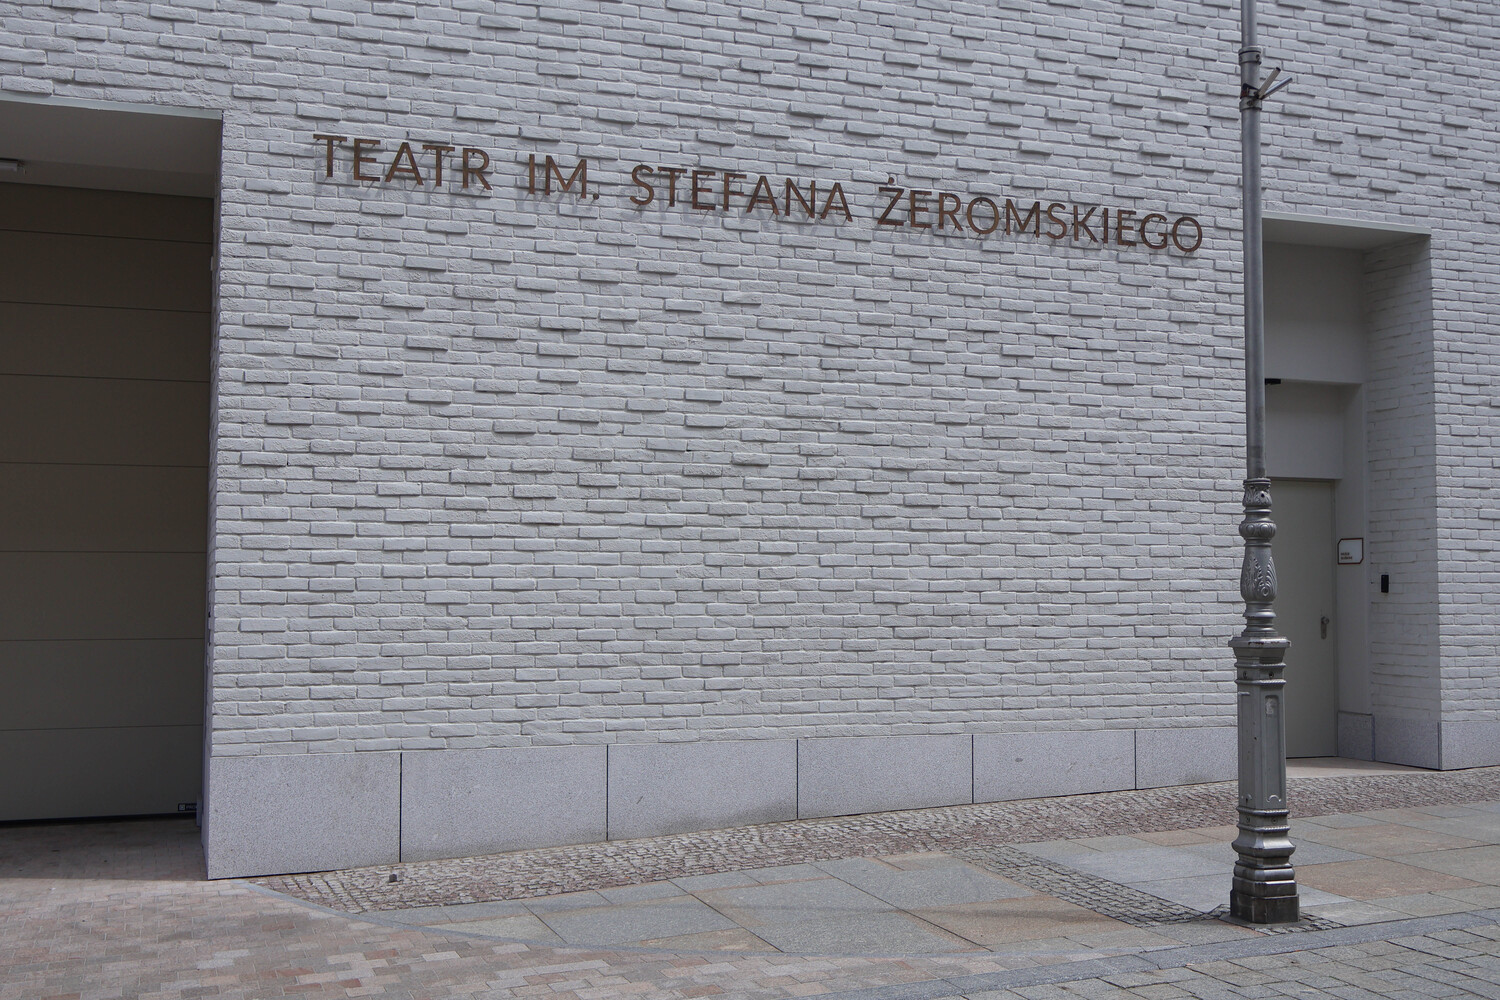 TEATR IM. STEFANA ŻEROMSKIEGO